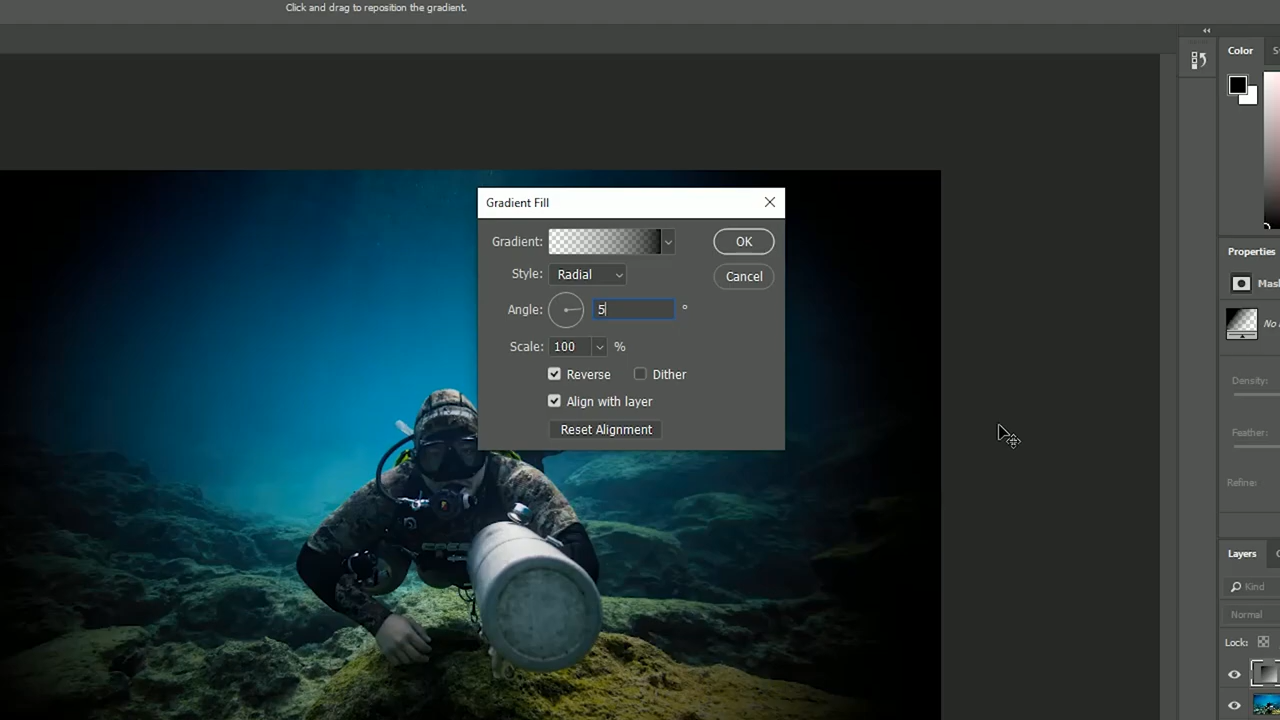 Click and drag to reposition the gradient.
Color
Gradient Fill
Gradient:
OK
Style: Radial
Cancel
Angle: 5 °
Scale: 100 %
Reverse
Dither
Align with layer
Reset Alignment
Properties
Mask
No
Density:
Feather:
Refine:
Layers
Kind
Normal
Lock: